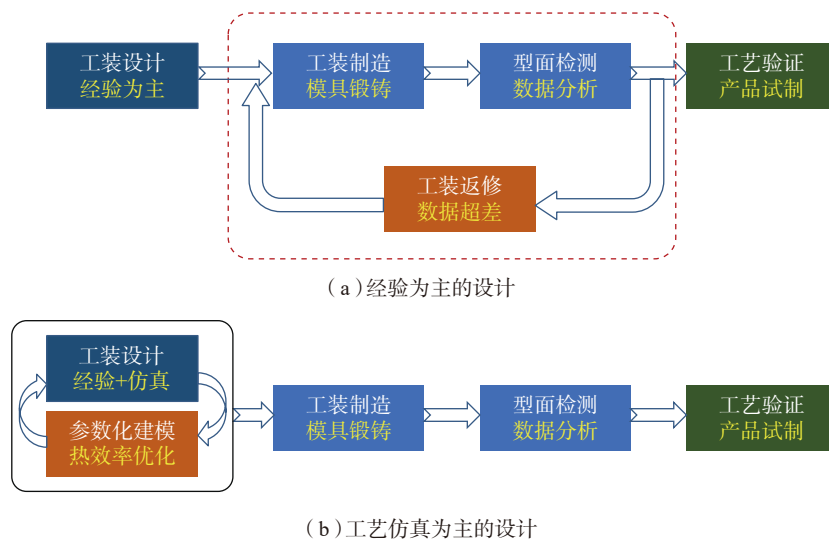 工装设计
经验为主
工装制造
模具锻铸
型面检测
数据分析
工艺验证
产品试制
工装返修
数据超差
（a）经验为主的设计
工装设计
经验+仿真
参数化建模
热效率优化
工装制造
模具锻铸
型面检测
数据分析
工艺验证
产品试制
（b）工艺仿真为主的设计